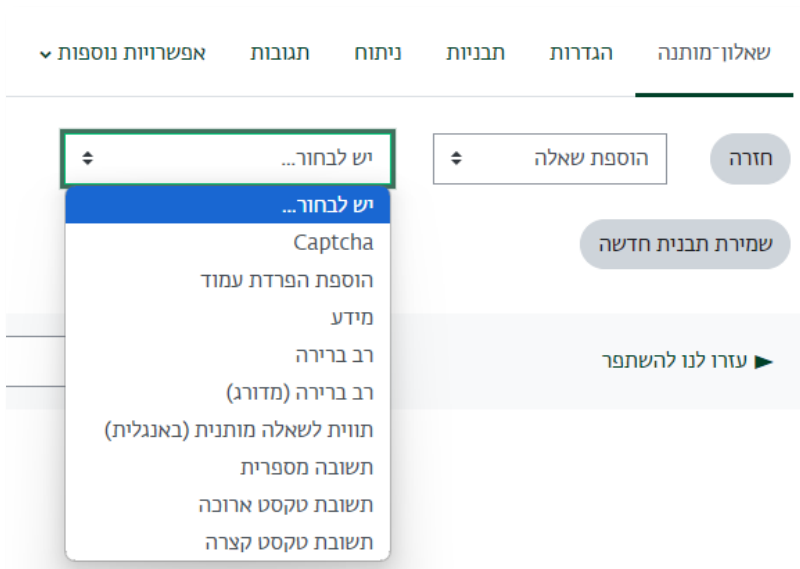 שאלון־מותנה הגדרות תבניות ניתוח תגובות אפשרויות נוספות
חזרה הוספת שאלה יש לבחור...
יש לבחור...
Captcha
שמירת תבנית חדשה
הוספת הפרדת עמוד
מידע
רב ברירה
עזרו לנו להשתפר
רב ברירה (מדורג)
תווית לשאלה מותנית (באנגלית)
תשובה מספרית
תשובת טקסט ארוכה
תשובת טקסט קצרה